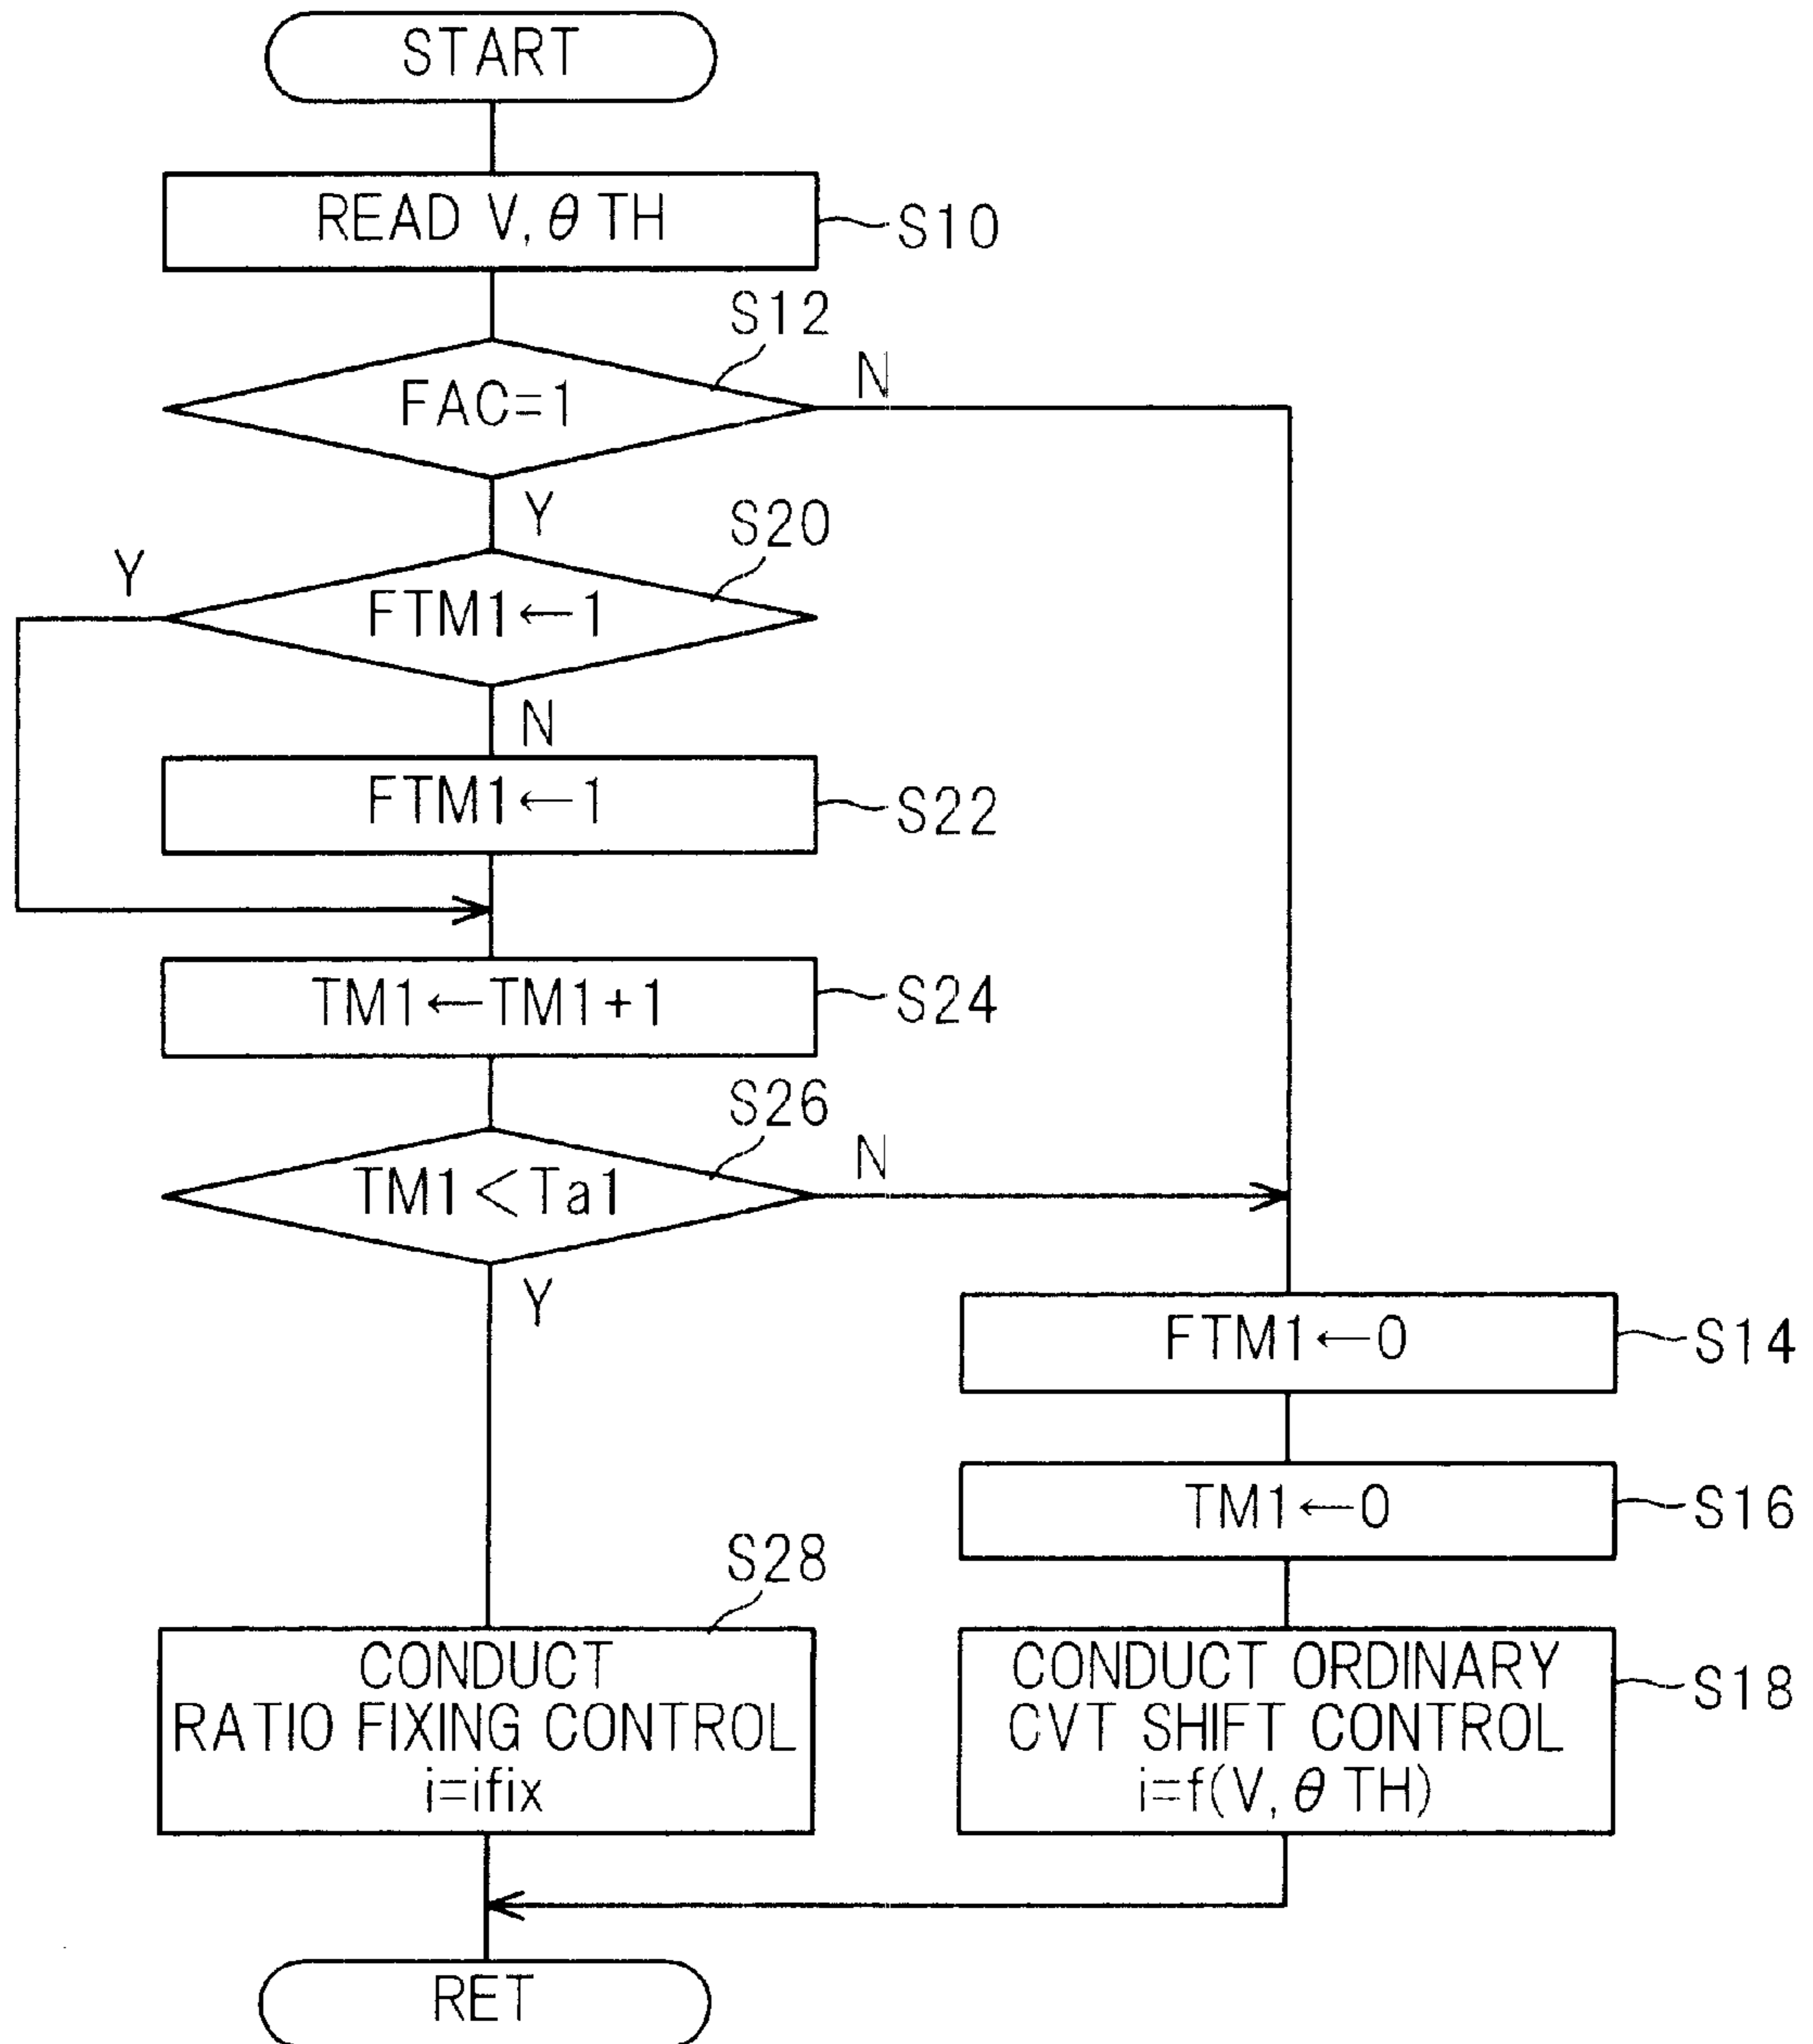 START
READ V, θ TH
S10
S12
FAC=1
N
Y
S20
Y
FTM1←1
N
FTM1←1
S22
TM1←TM1+1
S24
S26
TM1<Ta1
N
Y
FTM1←0
S14
TM1←0
S16
S28
CONDUCT
RATIO FIXING CONTROL
i=ifix
CONDUCT ORDINARY
CVT SHIFT CONTROL
i=f(V, θ TH)
S18
RET